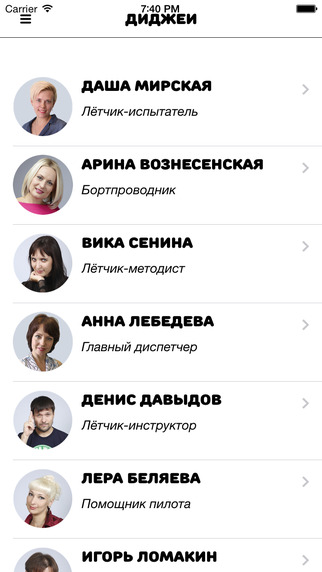 Carrier 7:40 PM
ДИДЖЕИ
ДАША МИРСКАЯ
Лётчик-испытатель
АРИНА ВОЗНЕСЕНСКАЯ
Бортпроводник
ВИКА СЕНИНА
Лётчик-методист
АННА ЛЕБЕДЕВА
Главный диспетчер
ДЕНИС ДАВЫДОВ
Лётчик-инструктор
ЛЕРА БЕЛЯЕВА
Помощник пилота
ИГОРЬ ЛОМАКИН